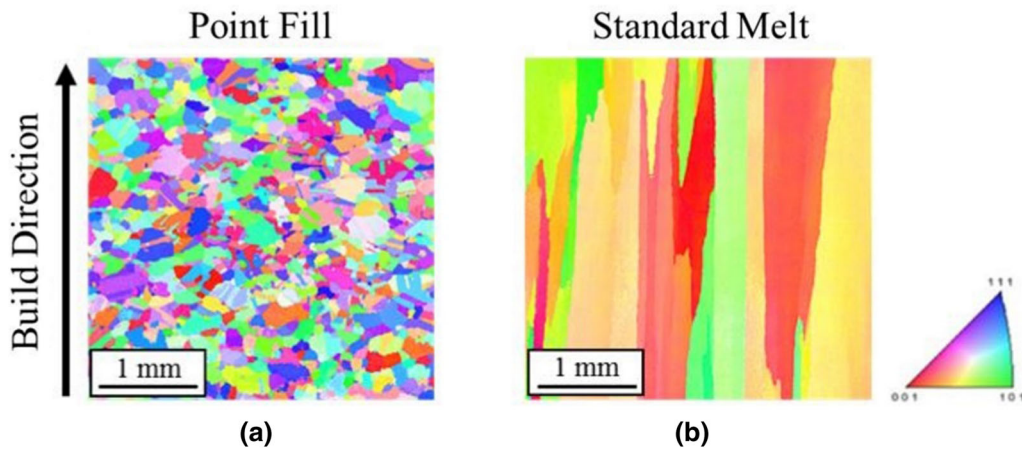 Point Fill
Standard Melt
Build Direction
1 mm
1 mm
111
001
101
(a)
(b)